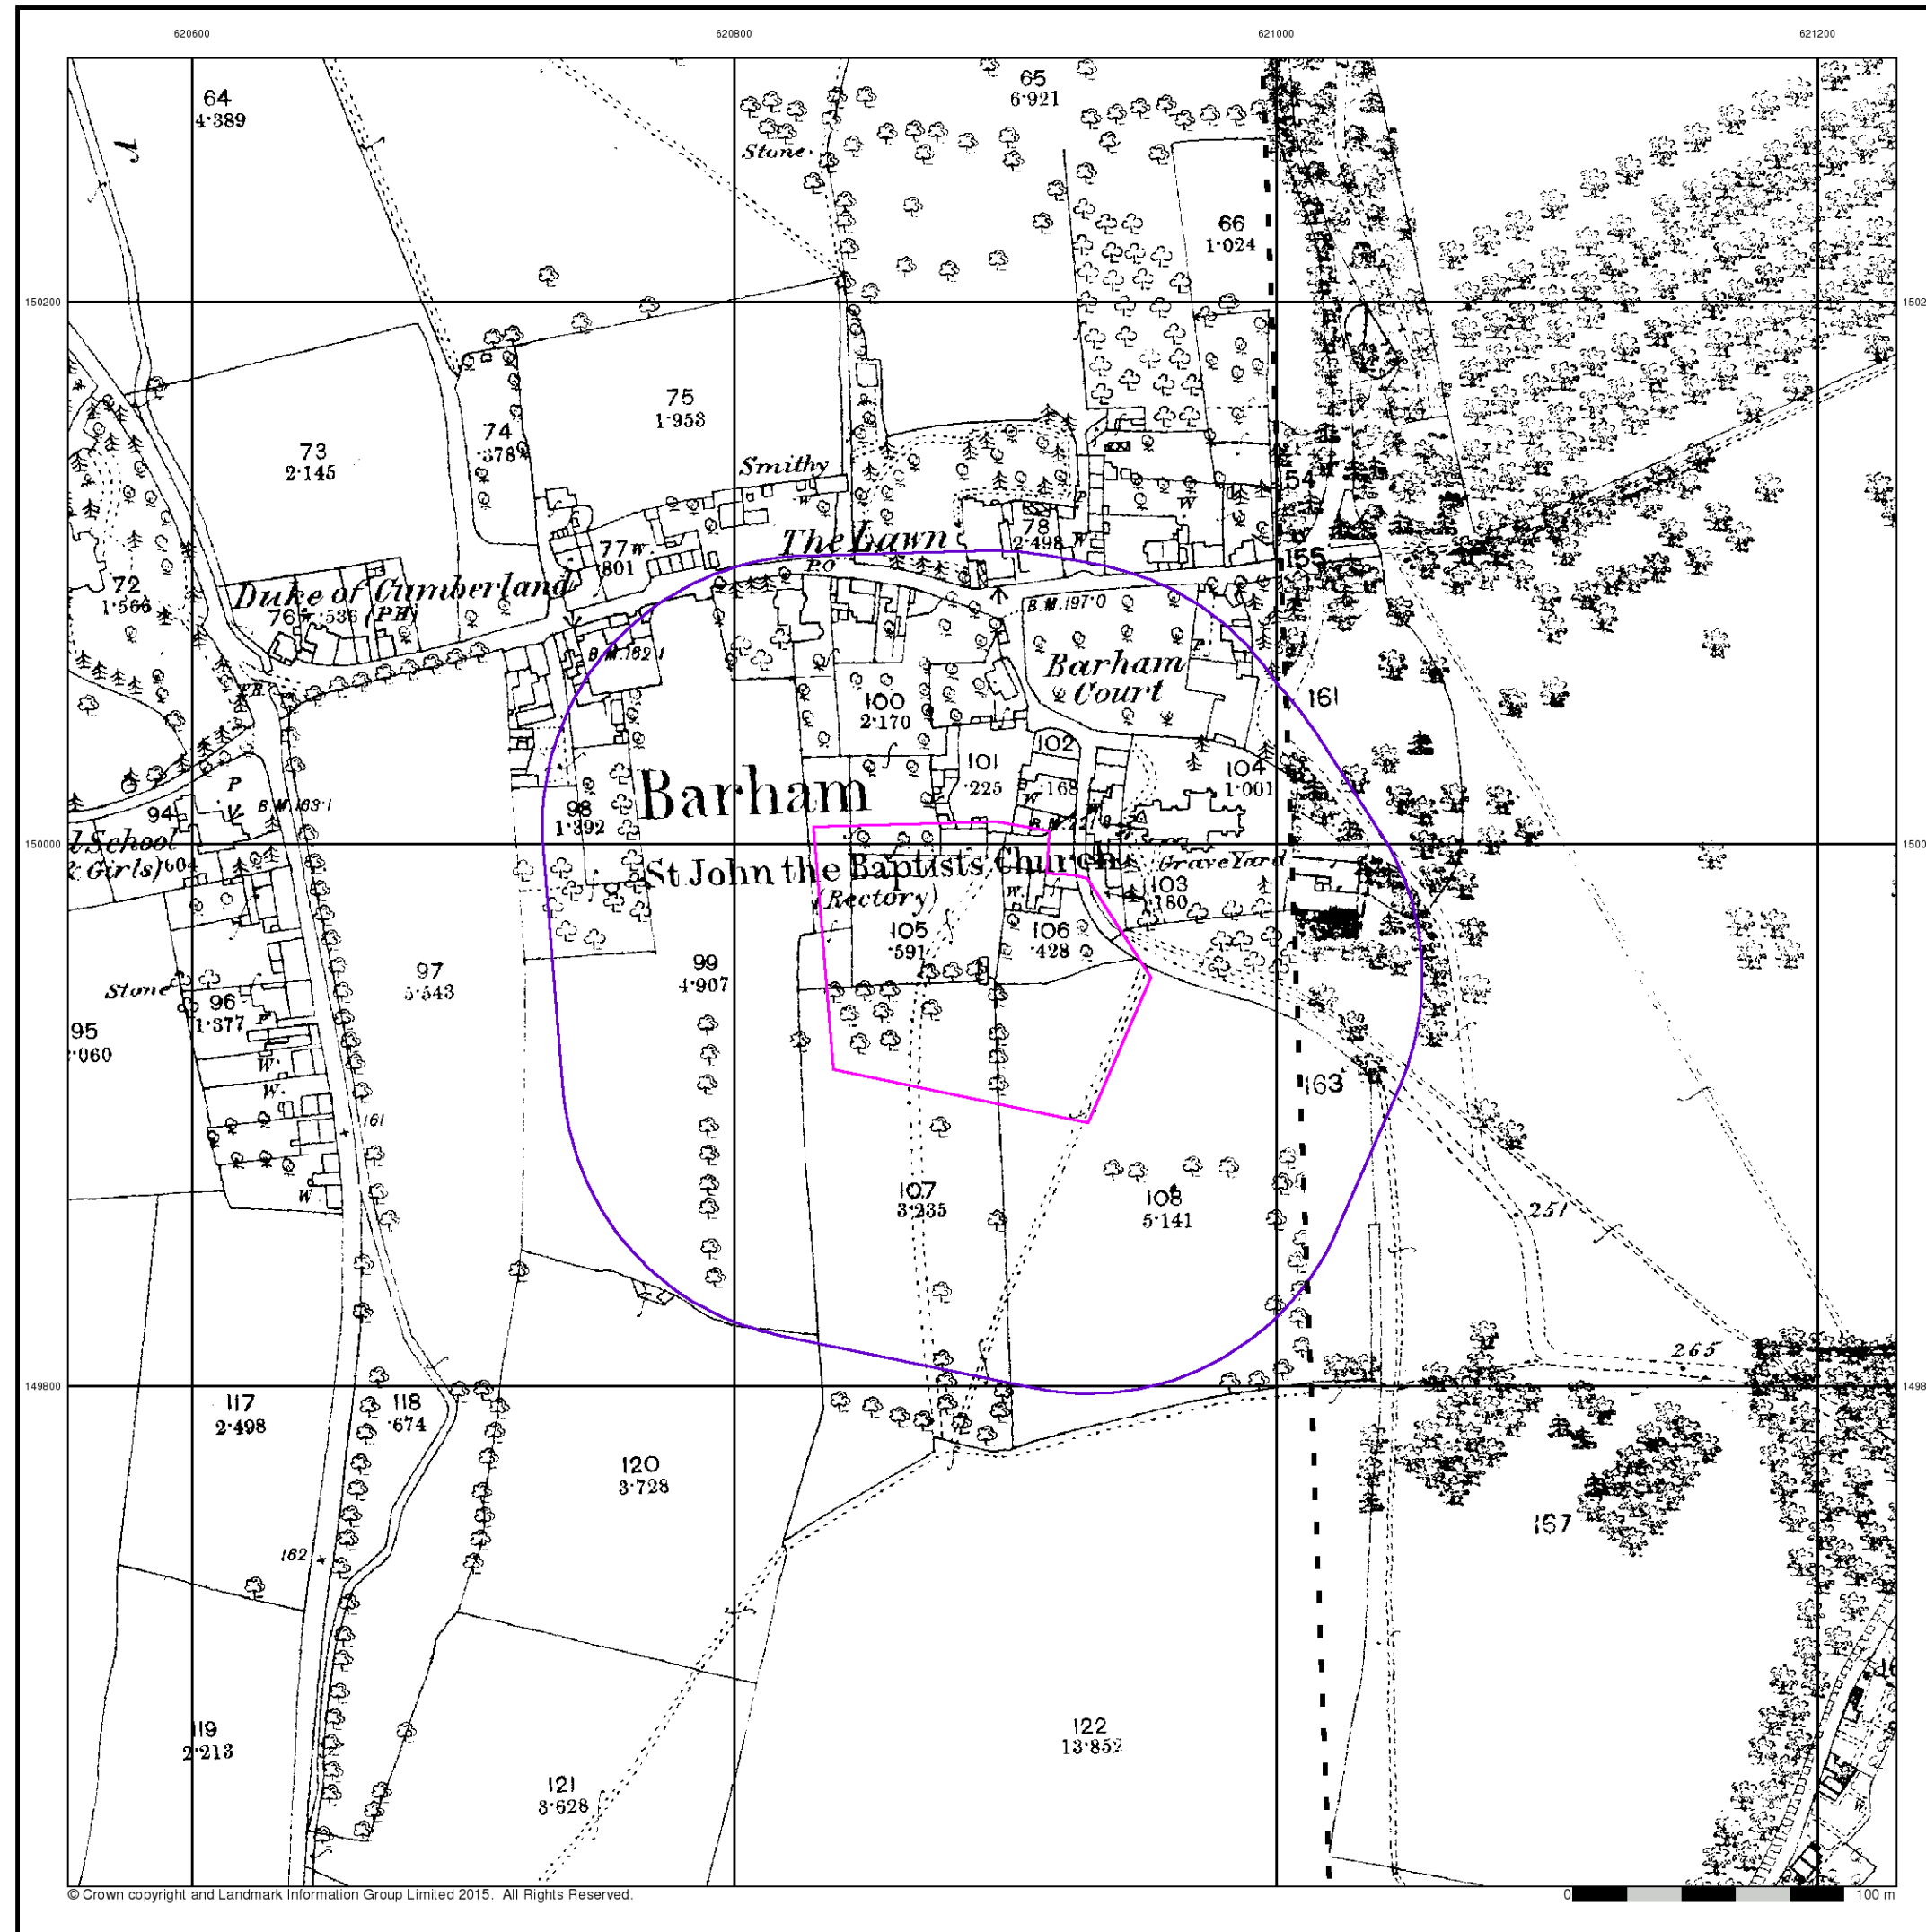 620600 620800 621000 621200
64
4·389
65
6·921
Stone
66
1·024
150200
75
1·953
74
·378
73
2·145
Smithy
W
P
W
154
The Lawn
78
2·498
W
77 W
801
155
P.O
72
1·566
Duke of Cumberland
76 ·536 (P.H)
B.M.197·0
B.M.162·1
P
Barham
Court
F.B.
161
100
2·170
102
101
·225
·168
W
104
1·001
Barham
P
94
B.M.163·1
98
1·392
W
B.M.221·8
150000
l School
& Girls) ·604
St John the Baptists Church
(Rectory)
Grave Yard
103
·180
W
105
·591
106
·428
99
4·907
97
5·543
Stone
96
1·377
P
95
·060
W
W
163
161
W
107
3·235
108
5·141
251
265
149800
117
2·498
118
·674
120
3·728
167
162
119
2·213
122
13·852
121
3·628
W
© Crown copyright and Landmark Information Group Limited 2015. All Rights Reserved.
0 100 m